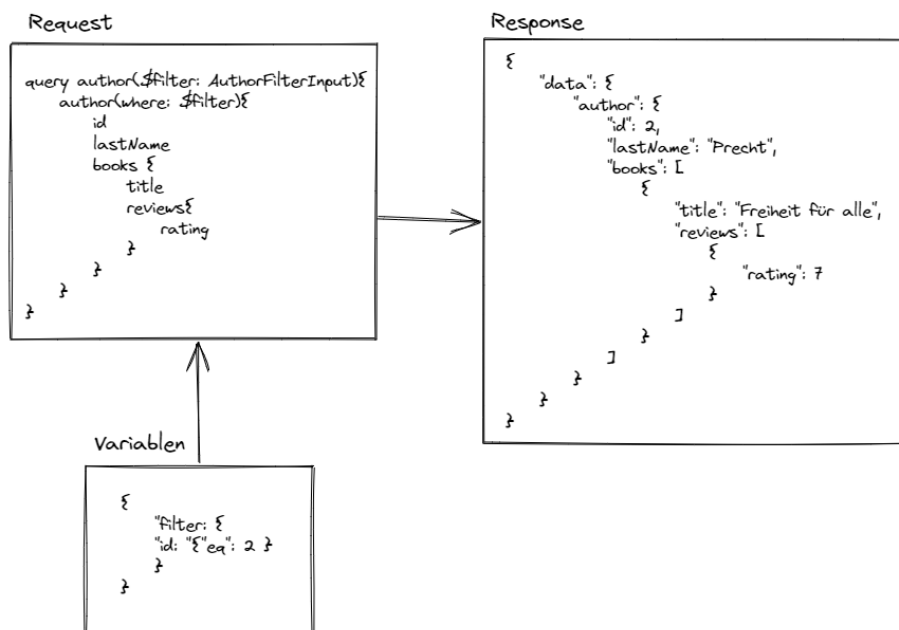 Request
query author($filter: AuthorFilterInput){
author(where: $filter){
id
lastName
books {
title
reviews{
rating
}
}
}
}
Variablen
{
"filter: {
"id: "{"eq": 2 }
}
}
Response
{
"data": {
"author": {
"id": 2,
"lastName": "Precht",
"books": [
{
"title": "Freiheit für alle",
"reviews": [
{
"rating": 7
}
]
}
]
}
}
}